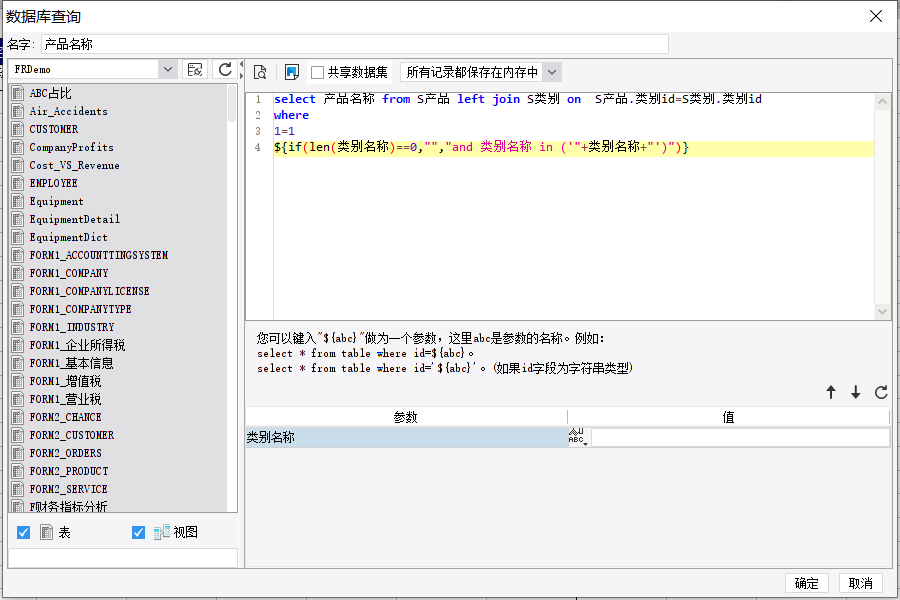 数据库查询
名字: 产品名称
FRDemo
共享数据集
所有记录都保存在内存中
ABC占比
Air_Accidents
CUSTOMER
CompanyProfits
Cost_VS_Revenue
EMPLOYEE
Equipment
EquipmentDetail
EquipmentDict
FORM1_ACCOUNTTINGSYSTEM
FORM1_COMPANY
FORM1_COMPANYLICENSE
FORM1_COMPANYTYPE
FORM1_INDUSTRY
FORM1_企业所得税
FORM1_基本信息
FORM1_增值税
FORM1_营业税
FORM2_CHANCE
FORM2_CUSTOMER
FORM2_ORDERS
FORM2_PRODUCT
FORM2_SERVICE
F财务指标分析
表
视图
1 select 产品名称 from S产品 left join S类别 on  S产品.类别id=S类别.类别id
2 where
3 1=1
4 ${if(len(类别名称)==0,"","and 类别名称 in ('"+类别名称+"')")}
您可以键入"${abc}"做为一个参数，这里abc是参数的名称。例如:
select * from table where id=${abc}。
select * from table where id='${abc}'。(如果id字段为字符串类型)
参数 值
类别名称 ABC
确定 取消